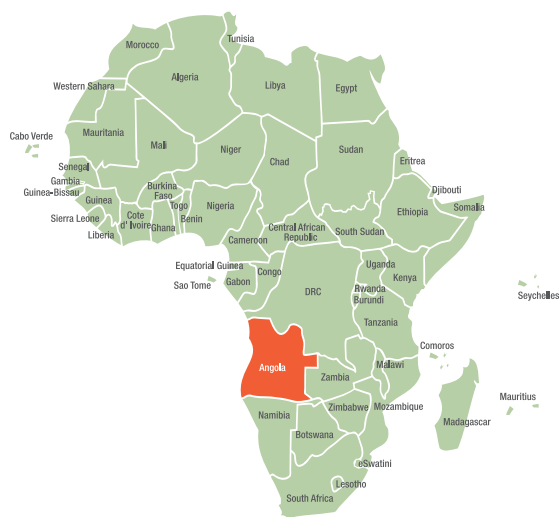 Tunisia
Morocco
Algeria
Libya
Egypt
Western Sahara
Mauritania
Mali
Niger
Chad
Sudan
Eritrea
Cabo Verde
Senegal
Gambia
Guinea-Bissau
Guinea
Burkina
Faso
Djibouti
Somalia
Sierra Leone
Liberia
Cote
d' Ivoire
Ghana
Togo
Benin
Nigeria
Ethiopia
Central African
Republic
South Sudan
Cameroon
Equatorial Guinea
Sao Tome
Gabon
Congo
DRC
Uganda
Kenya
Rwanda
Burundi
Tanzania
Seychelles
Comoros
Angola
Zambia
Malawi
Mozambique
Mauritius
Madagascar
Namibia
Zimbabwe
Botswana
eSwatini
Lesotho
South Africa